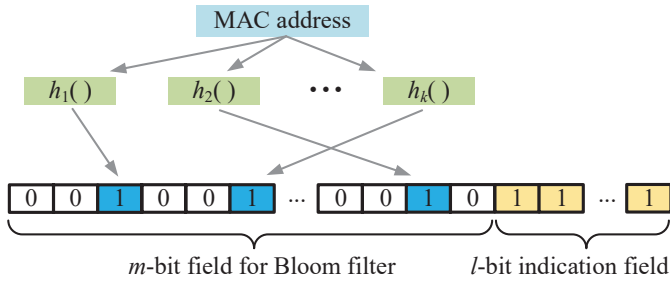 MAC address
h₁( ) h₂( ) ••• hₖ( )
0 0 1 0 0 1 ... 0 0 1 0 1 1 ... 1
m-bit field for Bloom filter l-bit indication field